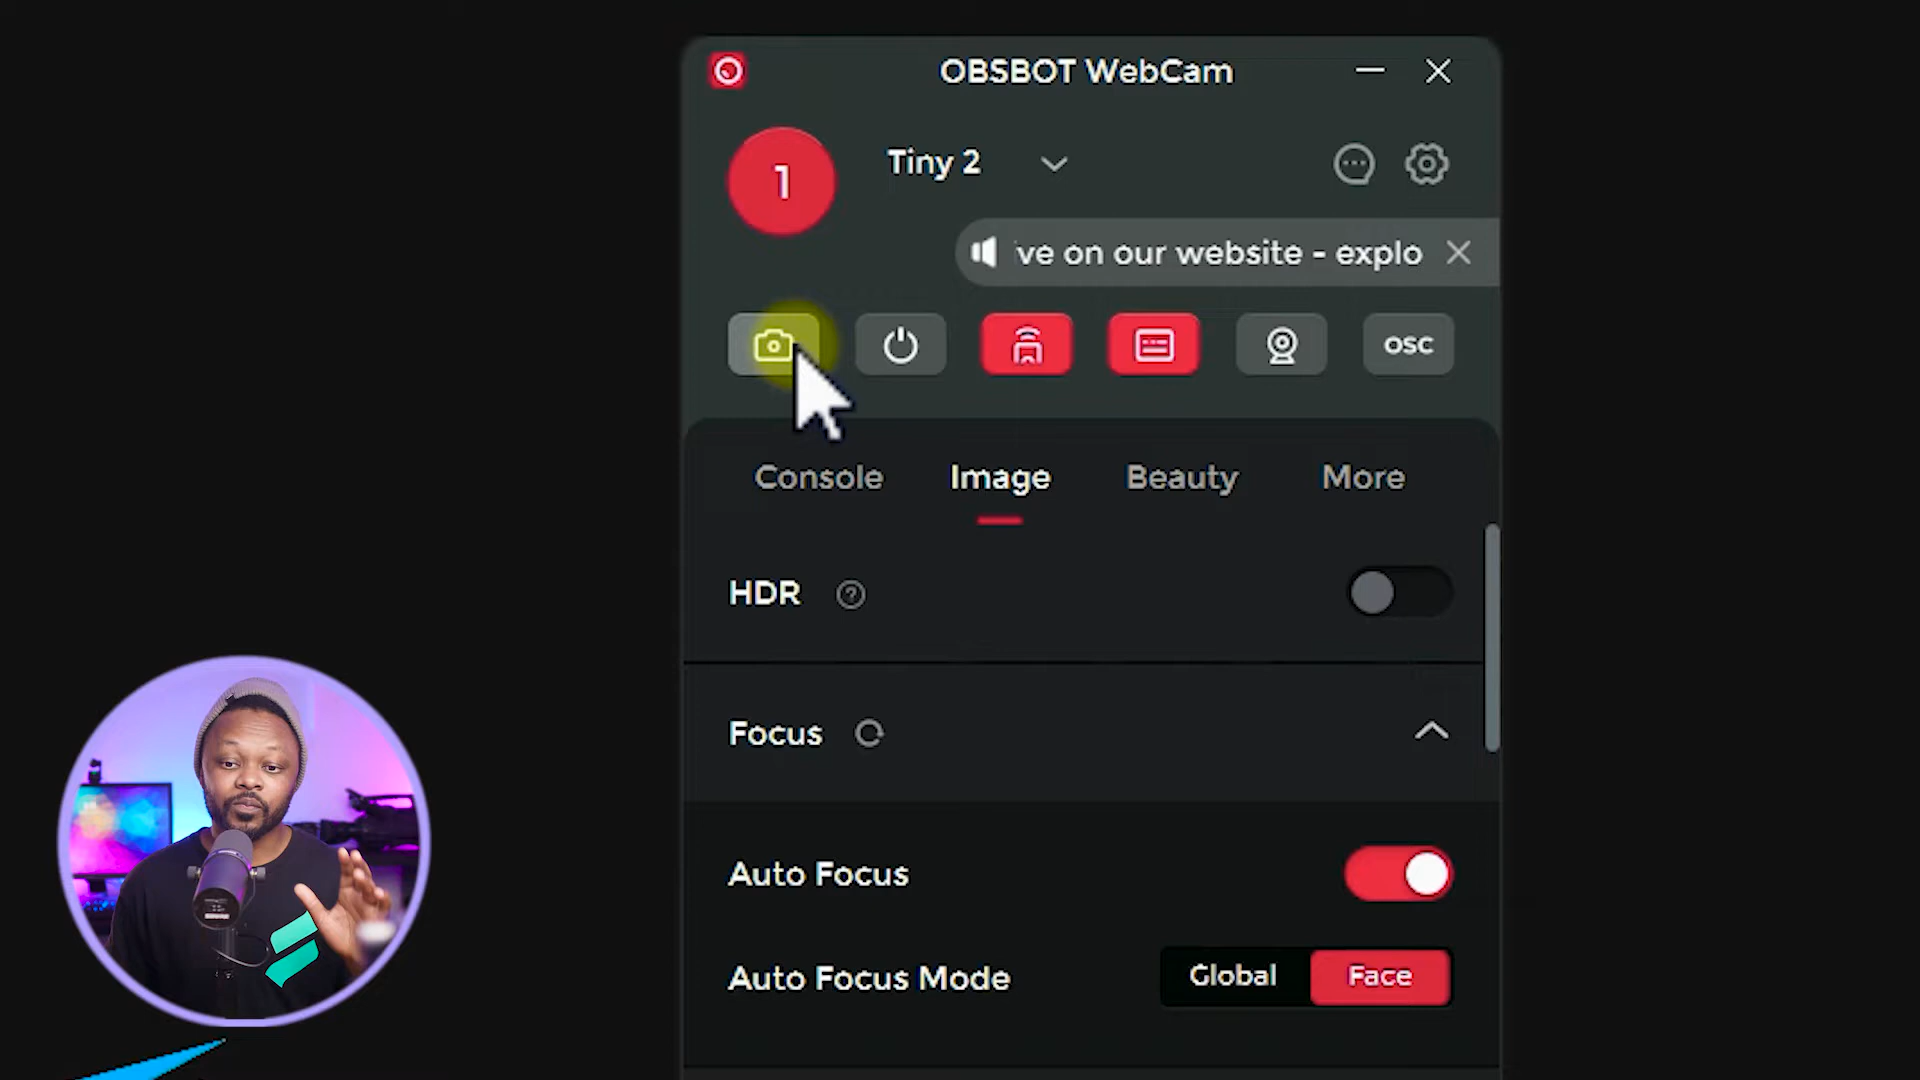 OBSBOT WebCam
1
Tiny 2
've on our website - explo
OSC
Console Image Beauty More
HDR
Focus
Auto Focus
Auto Focus Mode Global Face